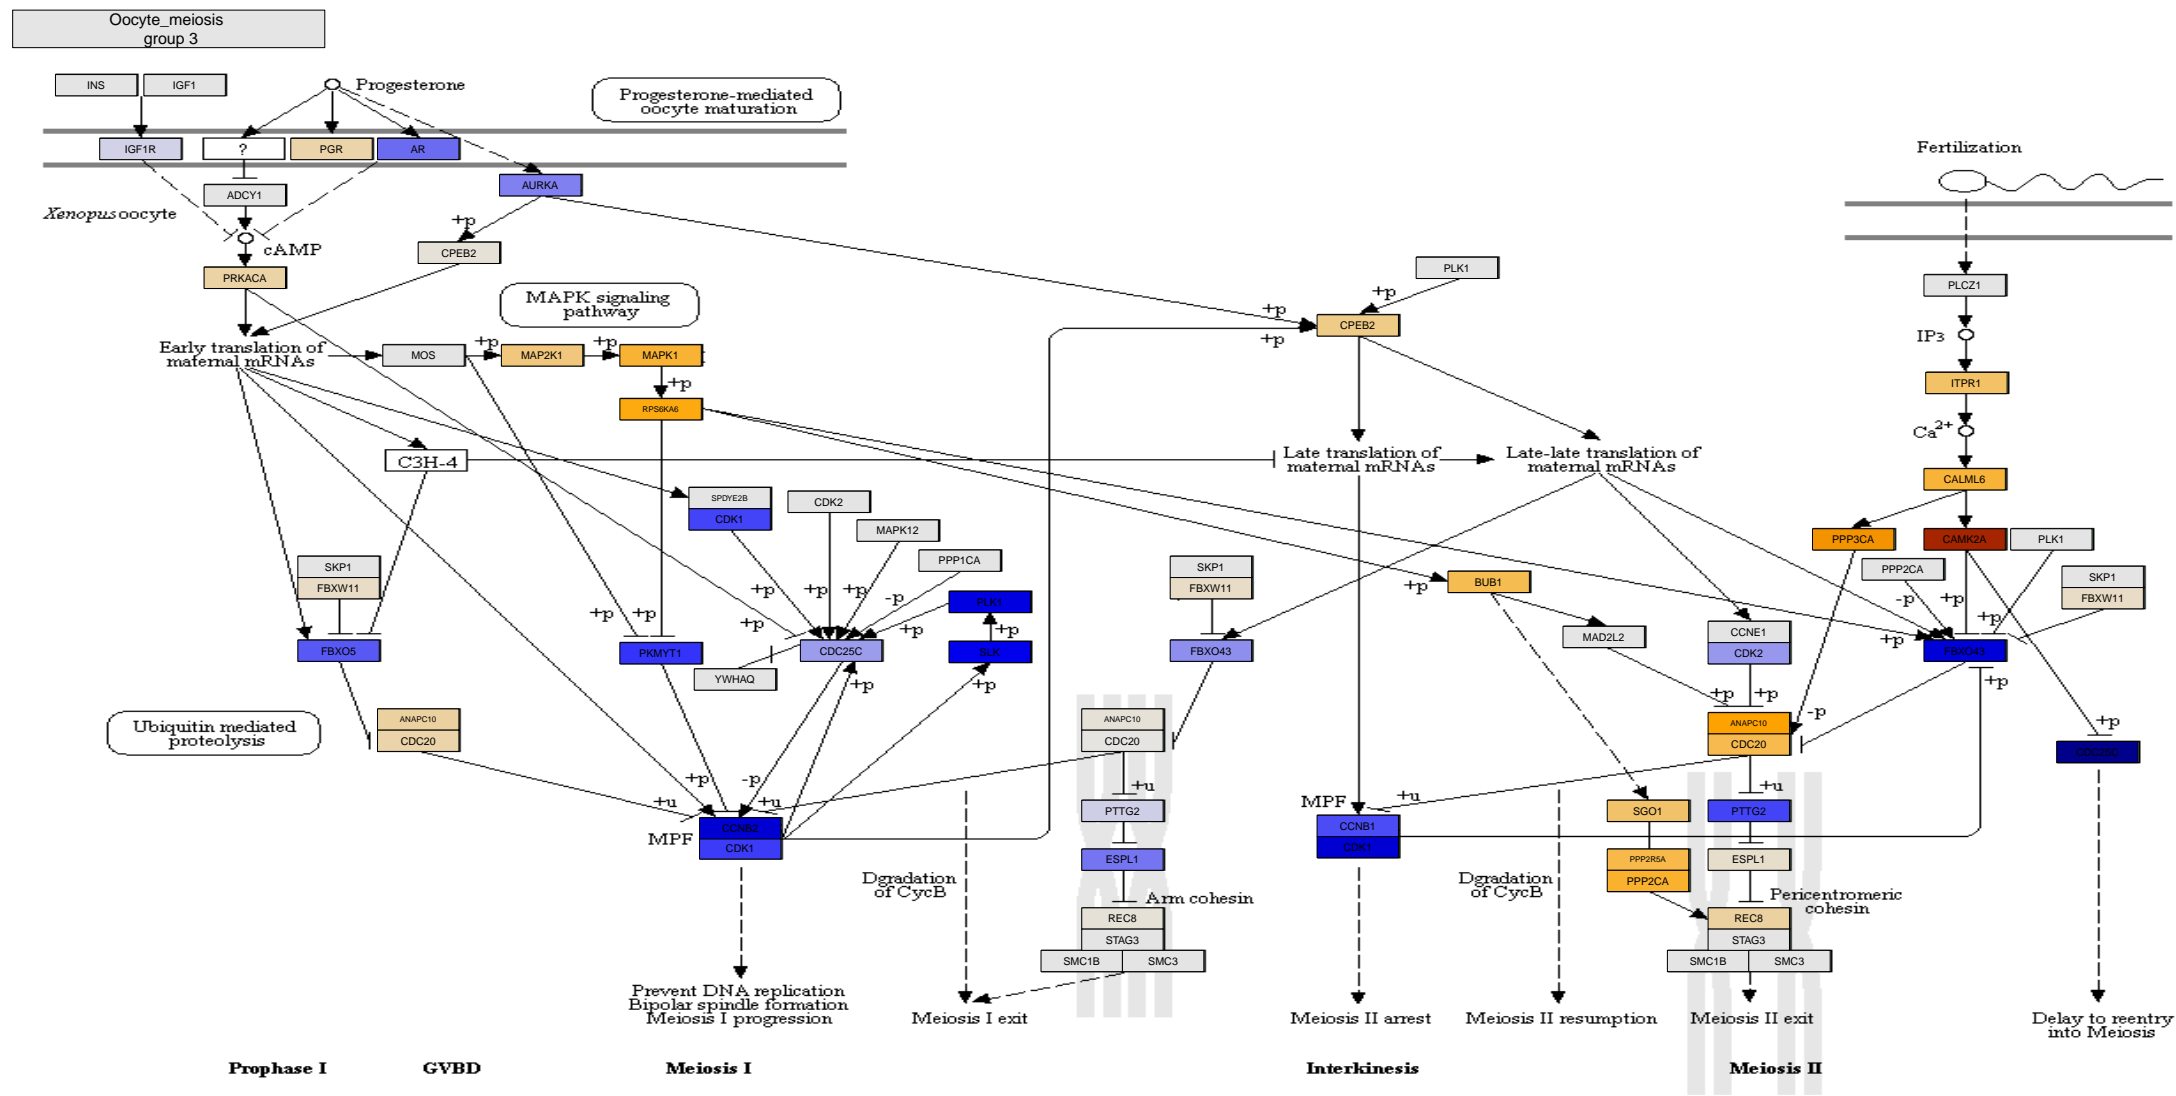 Oocyte_meiosis
group 3
INS
IGF1
Progesterone
Progesterone-mediated
oocyte maturation
IGF1R
?
PGR
AR
Fertilization
AURKA
ADCY1
Xenopus oocyte
+p
cAMP
CPEB2
PRKACA
PLK1
PLCZ1
MAPK signaling
pathway
+p
+p
+p
CPEB2
IP3
Early translation of
maternal mRNAs
MOS
+p
MAP2K1
+p
MAPK1
+p
ITPR1
+p
RPS6KA6
Ca2+
C3H-4
Late translation of
maternal mRNAs
Late-late translation of
maternal mRNAs
CALML6
SPDYE2B
CDK1
CDK2
MAPK12
PPP1CA
PPP3CA
CAMK2A
PLK1
SKP1
FBXW11
SKP1
FBXW11
PPP2CA
SKP1
FBXW11
BUB1
+p
+p
+p
+p
-p
PLK1
+p
-p
+p
+p
+p
+p
+p
+p
+p
MAD2L2
CCNE1
CDK2
FBXO5
PKMYT1
CDC25C
SLK
FBXO43
FBXO43
YWHAQ
+p
+p
+p
+p
+p
ANAPC10
CDC20
ANAPC10
CDC20
ANAPC10
CDC20
-p
+p
CDC25C
Ubiquitin mediated
proteolysis
+p
-p
+u
+u
+u
+u
+u
MPF
CCNB2
CDK1
PTTG2
MPF
CCNB1
CDK1
SGO1
PTTG2
ESPL1
PPP2R5A
PPP2CA
ESPL1
Dgradation
of CycB
Dgradation
of CycB
Arm cohesin
Pericentromeric
cohesin
REC8
STAG3
SMC1B
SMC3
REC8
STAG3
SMC1B
SMC3
Prevent DNA replication
Bipolar spindle formation
Meiosis I progression
Meiosis I exit
Meiosis II arrest
Meiosis II resumption
Meiosis II exit
Delay to reentry
into Meiosis
Prophase I
GVBD
Meiosis I
Interkinesis
Meiosis II